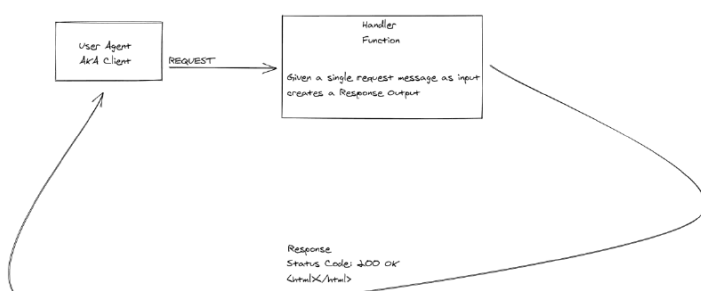 User Agent
AKA Client
REQUEST
Handler
Function
Given a single request message as input
creates a Response Output
Response
Status Code: 200 OK
<html></html>